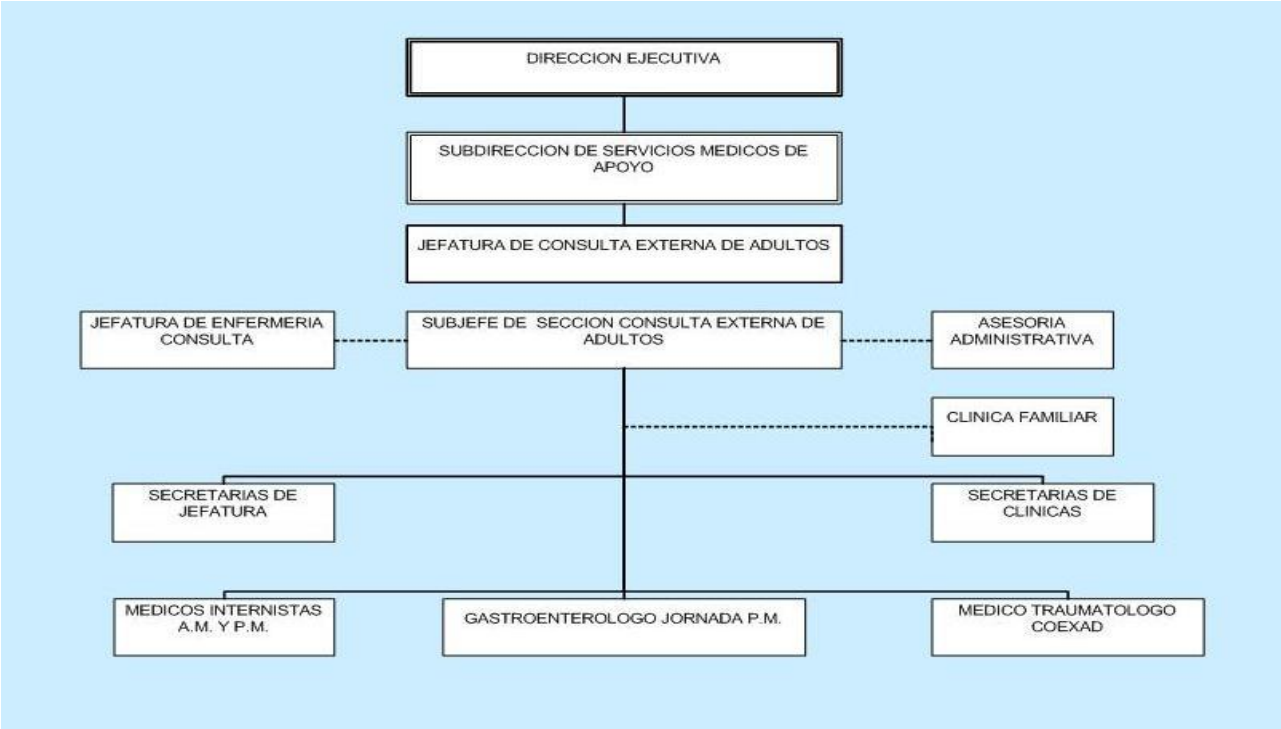 DIRECCION EJECUTIVA
SUBDIRECCION DE SERVICIOS MEDICOS DE
APOYO
JEFATURA DE CONSULTA EXTERNA DE ADULTOS
JEFATURA DE ENFERMERIA
CONSULTA
SUBJEFE DE SECCION CONSULTA EXTERNA DE
ADULTOS
ASESORIA
ADMINISTRATIVA
CLINICA FAMILIAR
SECRETARIAS DE
JEFATURA
SECRETARIAS DE
CLINICAS
MEDICOS INTERNISTAS
A.M. Y P.M.
GASTROENTEROLOGO JORNADA P.M.
MEDICO TRAUMATOLOGO
COEXAD